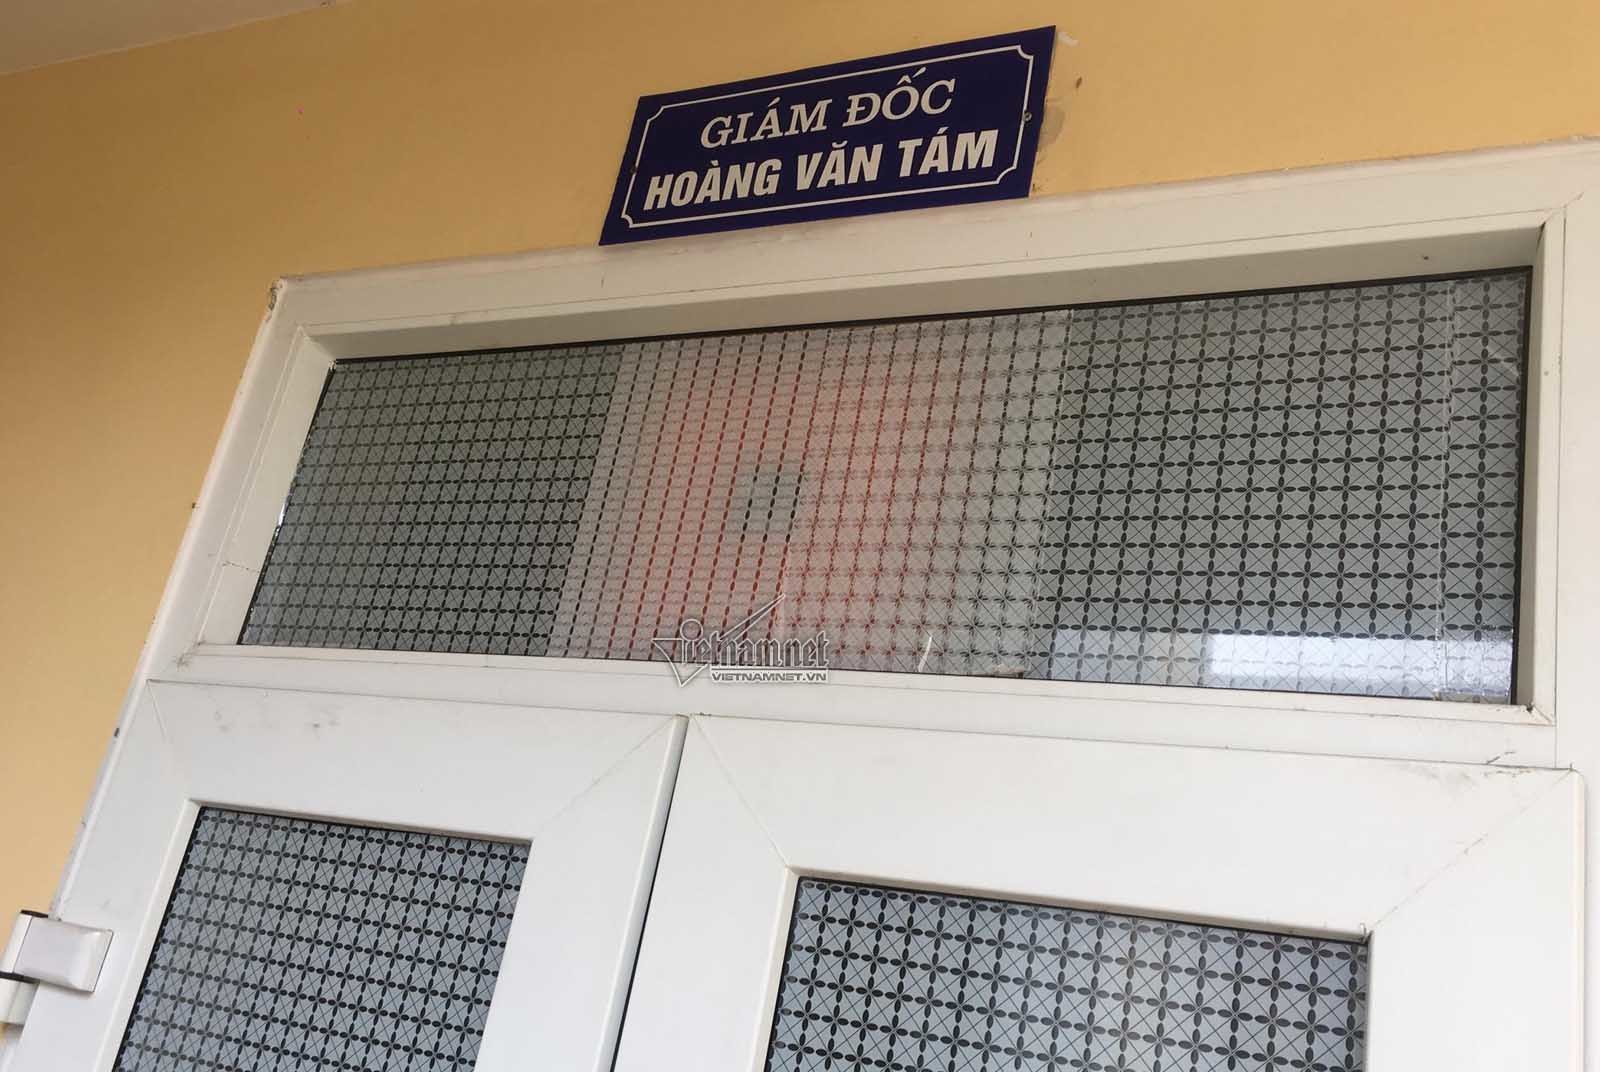 GIÁM ĐỐC
HOÀNG VĂN TÁM
vietnamnet
VIETNAMNET.VN